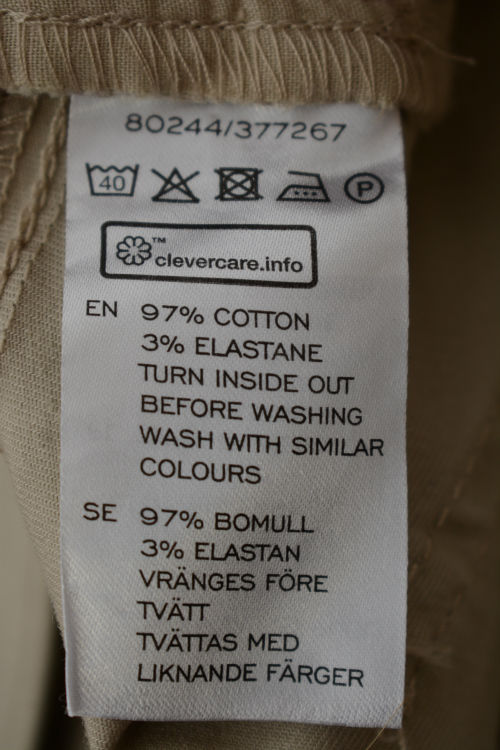 80244/377267
40 P
™
clevercare.info
EN 97% COTTON
3% ELASTANE
TURN INSIDE OUT
BEFORE WASHING
WASH WITH SIMILAR
COLOURS
SE 97% BOMULL
3% ELASTAN
VRÄNGES FÖRE
TVÄTT
TVÄTTAS MED
LIKNANDE FÄRGER